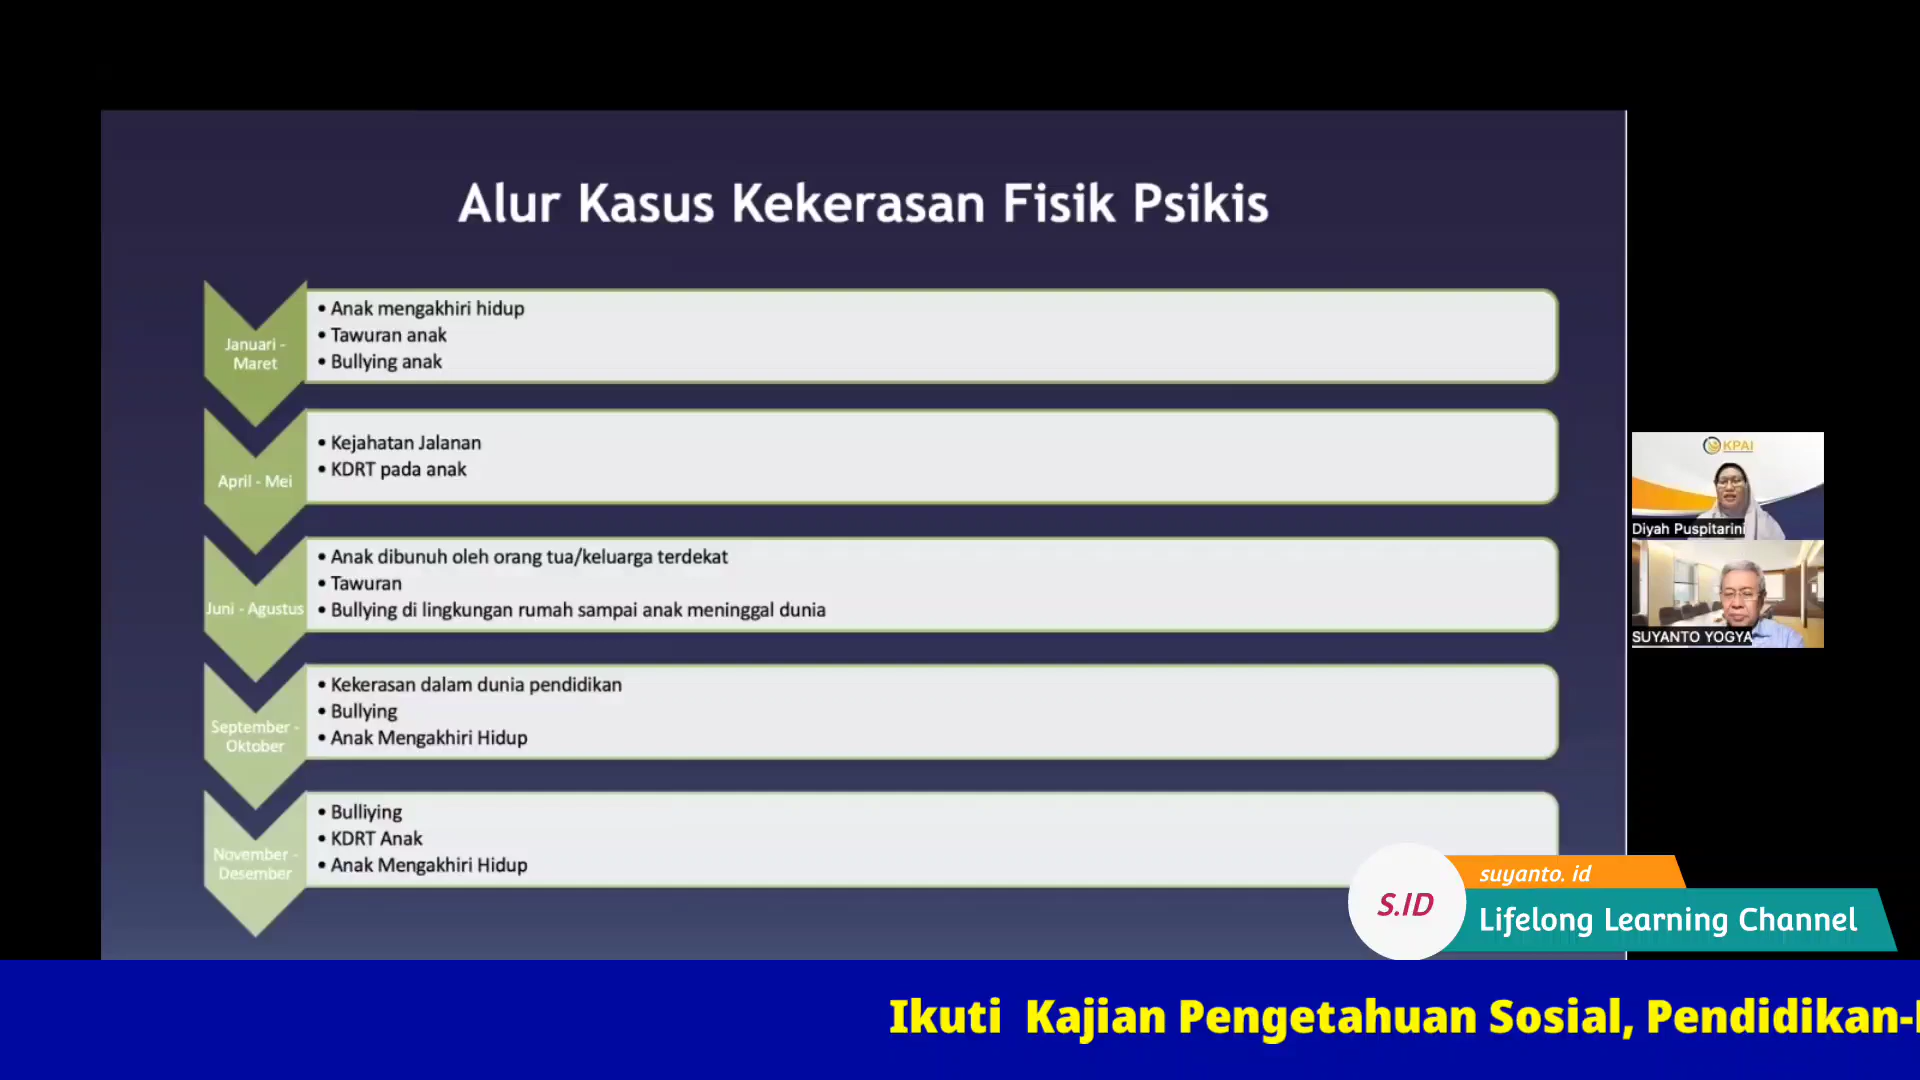 Alur Kasus Kekerasan Fisik Psikis
Januari -
Maret
• Anak mengakhiri hidup
• Tawuran anak
• Bullying anak
April - Mei
• Kejahatan Jalanan
• KDRT pada anak
Juni - Agustus
• Anak dibunuh oleh orang tua/keluarga terdekat
• Tawuran
• Bullying di lingkungan rumah sampai anak meninggal dunia
September -
Oktober
• Kekerasan dalam dunia pendidikan
• Bullying
• Anak Mengakhiri Hidup
November -
Desember
• Bulliying
• KDRT Anak
• Anak Mengakhiri Hidup
KPAI
Diyah Puspitarini
SUYANTO YOGYA
S.ID
suyanto. id
Lifelong Learning Channel
Ikuti  Kajian Pengetahuan Sosial, Pendidikan-